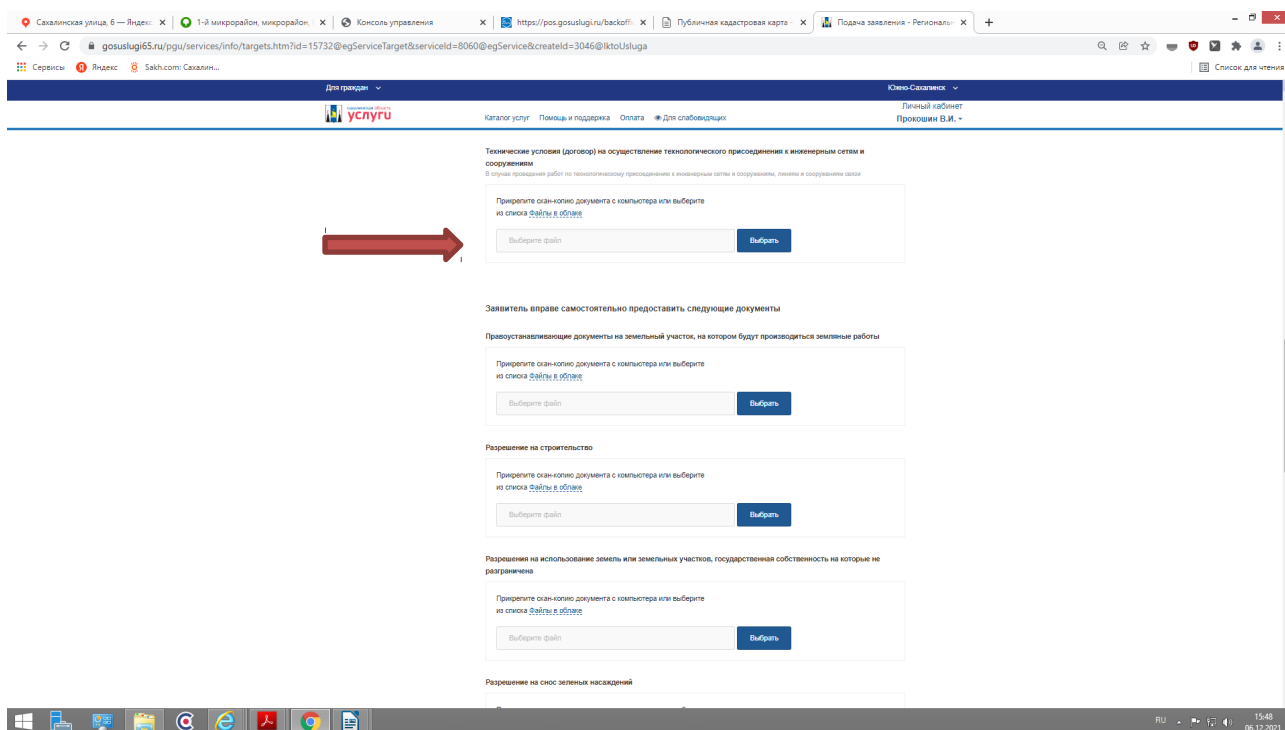 Сахалинская улица, 6 — Яндекс
1-й микрорайон, микрорайон,
Консоль управления
https://pos.gosuslugi.ru/backoffi
Публичная кадастровая карта -
Подача заявления - Региональн
gosuslugi65.ru/pgu/services/info/targets.htm?id=15732@egServiceTarget&serviceId=8060@egService&createId=3046@IktoUsluga
Сервисы
Яндекс
Sakh.com: Сахалин...
Список для чтения
Для граждан
Южно-Сахалинск
услуги
Каталог услуг Помощь и поддержка Оплата Для слабовидящих
Личный кабинет
Прокошин В.И.
Технические условия (договор) на осуществление технологического присоединения к инженерным сетям и
сооружениям
В случае проведения работ по технологическому присоединению к инженерным сетям и сооружениям, линиям и сооружениям связи
Прикрепите скан-копию документа с компьютера или выберите
из списка Файлы в облаке
Выберите файл
Выбрать
Заявитель вправе самостоятельно предоставить следующие документы
Правоустанавливающие документы на земельный участок, на котором будут производиться земляные работы
Прикрепите скан-копию документа с компьютера или выберите
из списка Файлы в облаке
Выберите файл
Выбрать
Разрешение на строительство
Прикрепите скан-копию документа с компьютера или выберите
из списка Файлы в облаке
Выберите файл
Выбрать
Разрешения на использование земель или земельных участков, государственная собственность на которые не
разграничена
Прикрепите скан-копию документа с компьютера или выберите
из списка Файлы в облаке
Выберите файл
Выбрать
Разрешение на снос зеленых насаждений
RU
15:48
06.12.2021